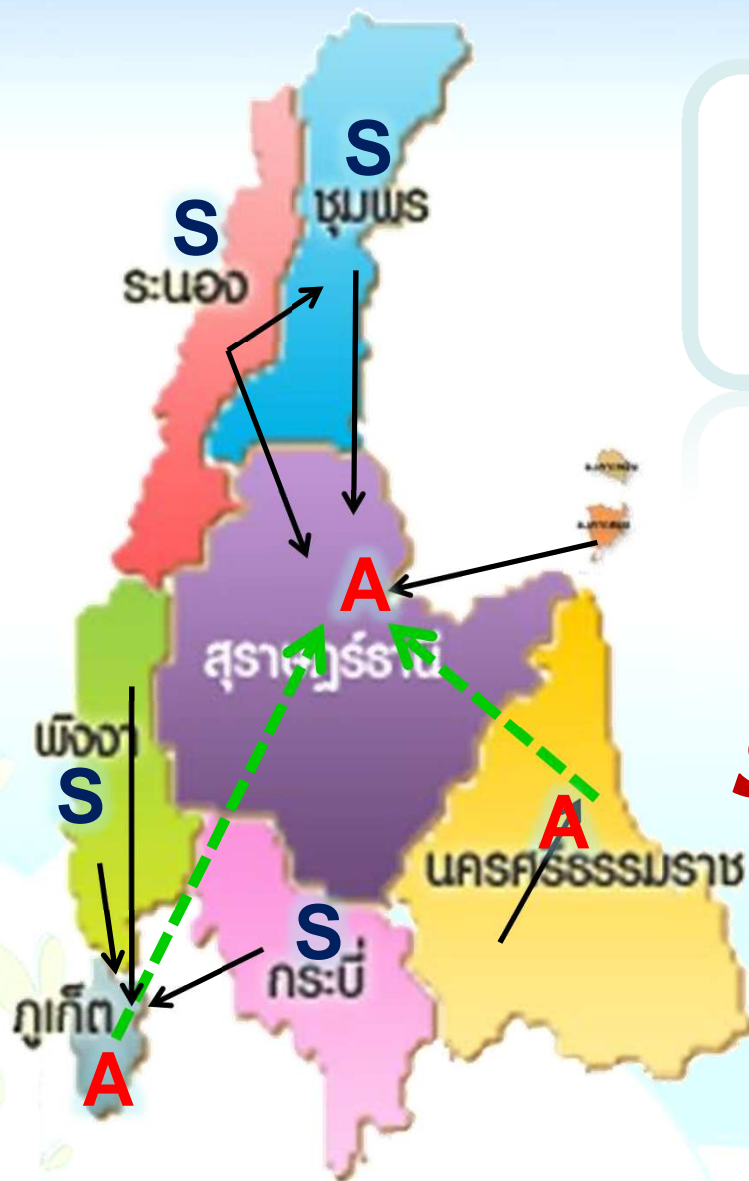 S
ชุมพร
S
ระนอง
A
สุราษฎร์ธานี
พังงา
S
A
นครศรีธรรมราช
S
กระบี่
ภูเก็ต
A